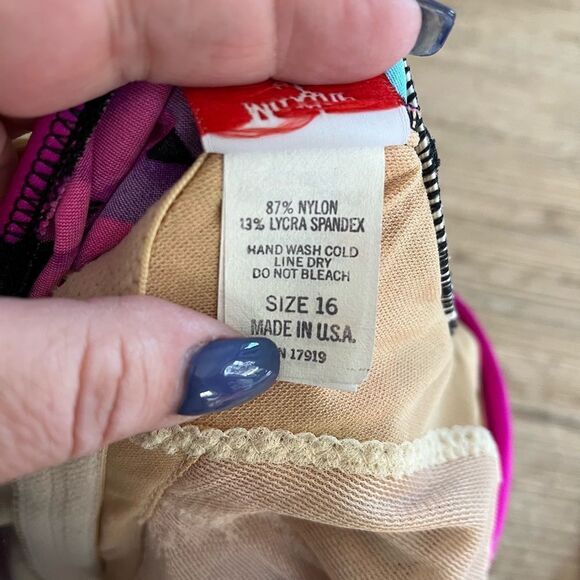 87% NYLON
13% LYCRA SPANDEX
HAND WASH COLD
LINE DRY
DO NOT BLEACH
SIZE 16
MADE IN U.S.A.
N 17919